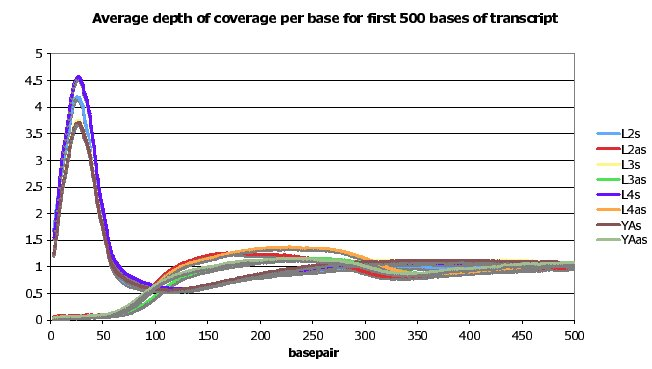 Average depth of coverage per base for first 500 bases of transcript
5
4.5
4
3.5
3
2.5
2
1.5
1
0.5
0
0 50 100 150 200 250 300 350 400 450 500
basepair
L2s
L2as
L3s
L3as
L4s
L4as
YAs
YAas